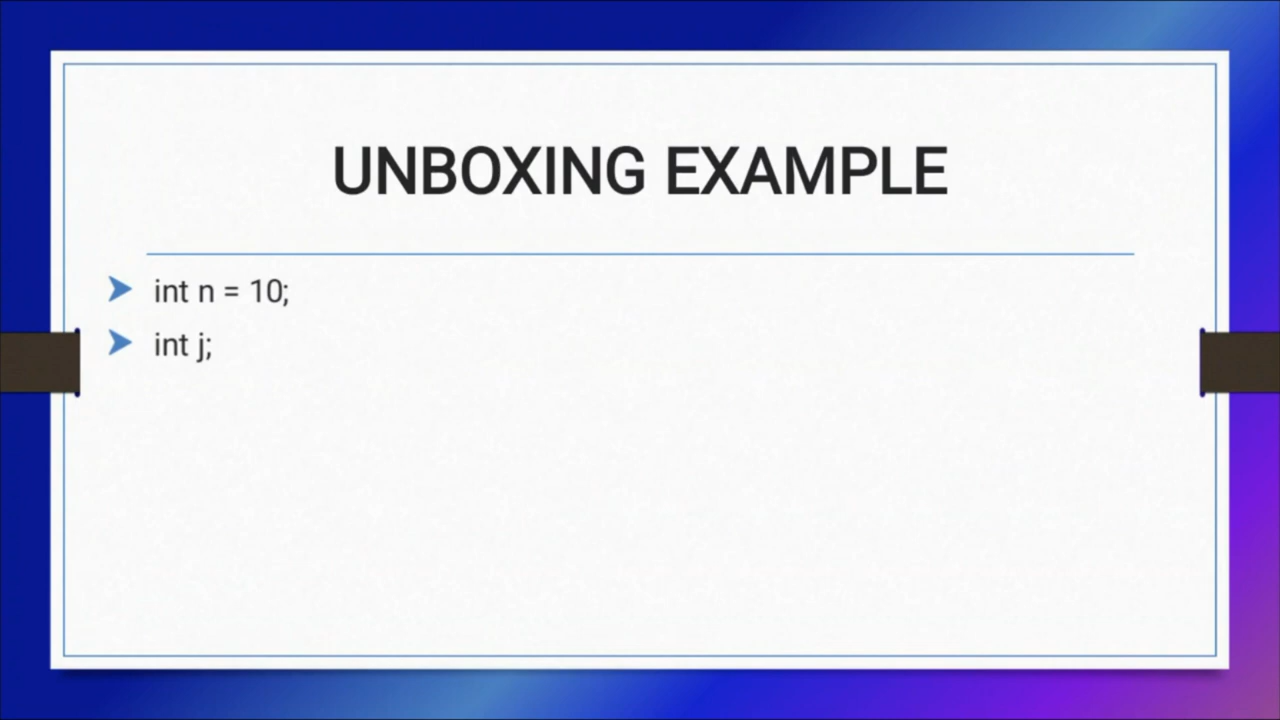 UNBOXING EXAMPLE
int n = 10;
int j;